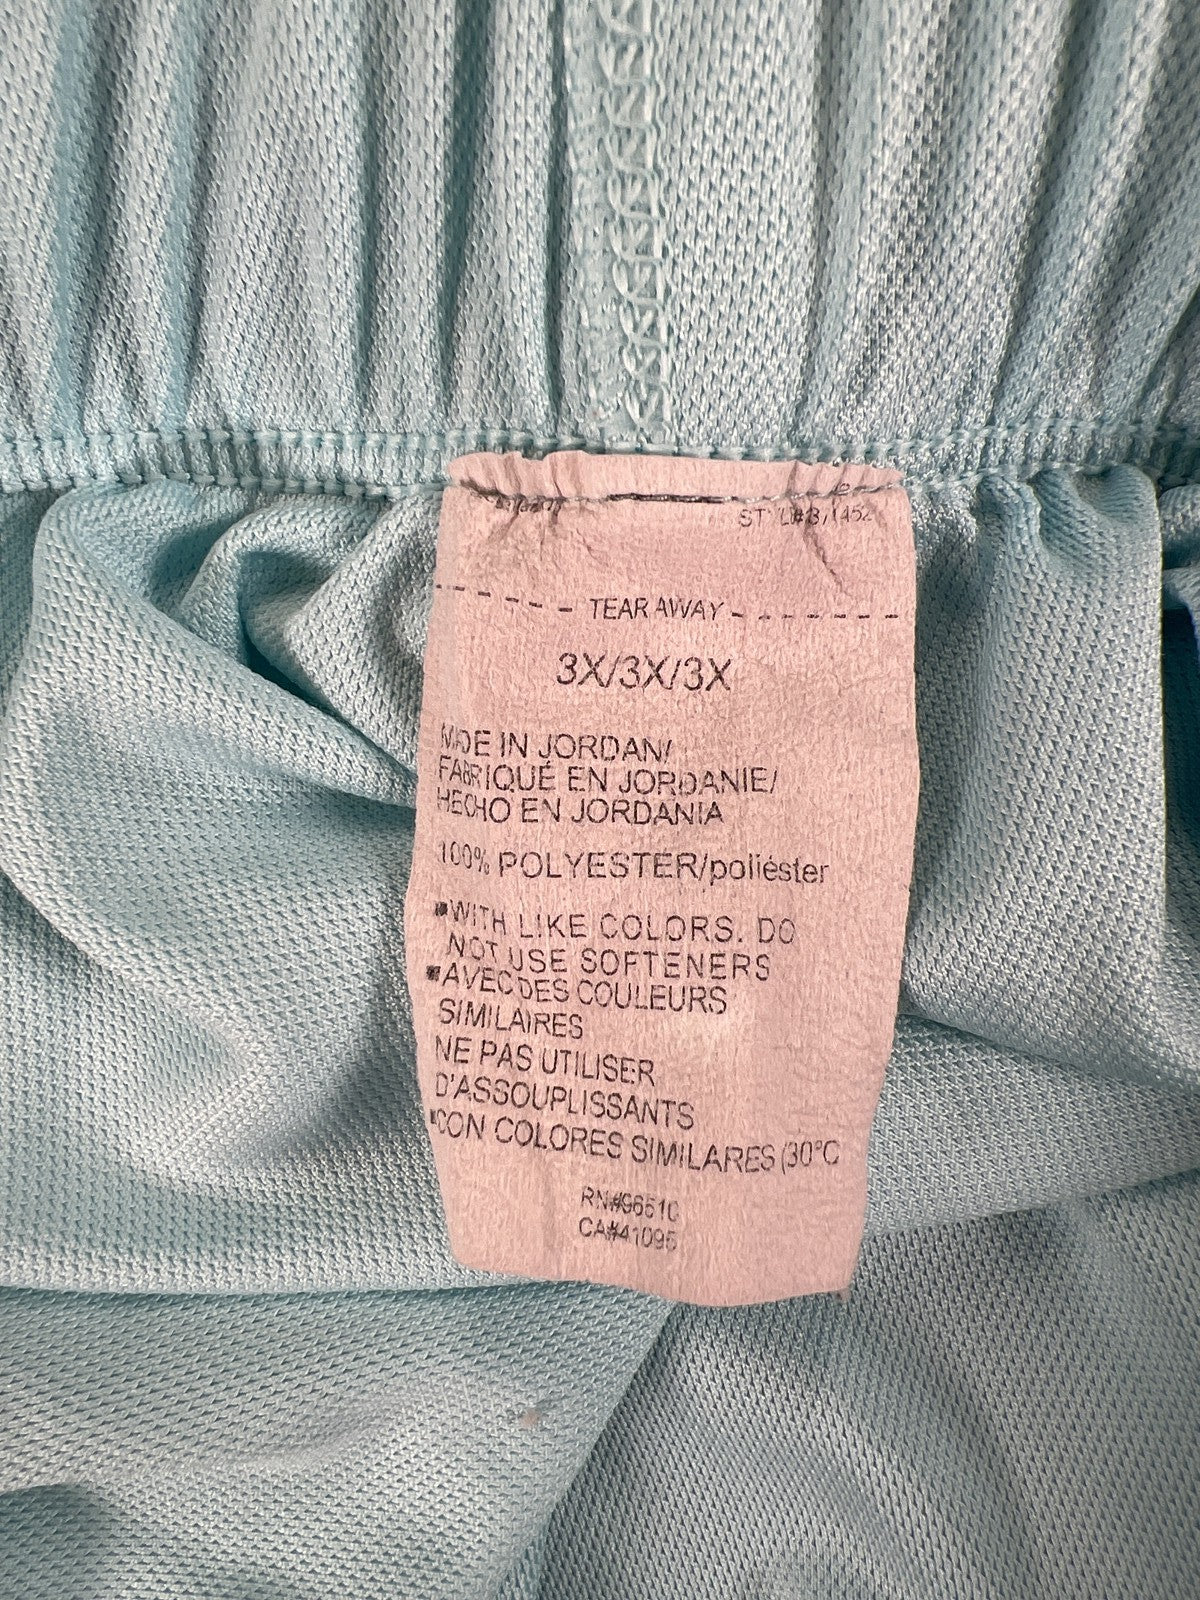 TEAR AWAY
3X/3X/3X
MADE IN JORDAN/
FABRIQUÉ EN JORDANIE/
HECHO EN JORDANIA
100% POLYESTER/poliéster
WITH LIKE COLORS. DO
NOT USE SOFTENERS
AVEC DES COULEURS
SIMILAIRES
NE PAS UTILISER
D'ASSOUPLISSANTS
CON COLORES SIMILARES (30°C
RN#96510
CA#41095